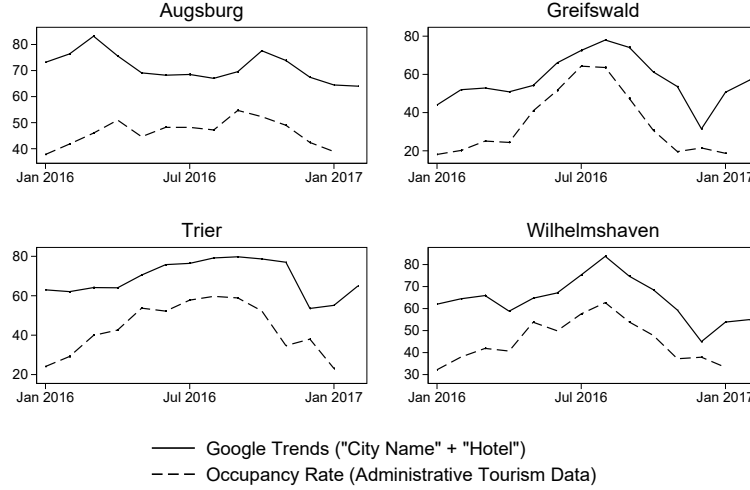 Augsburg
80
70
60
50
40
Jan 2016
Jul 2016
Jan 2017
Greifswald
80
60
40
20
Jan 2016
Jul 2016
Jan 2017
Trier
80
60
40
20
Jan 2016
Jul 2016
Jan 2017
Wilhelmshaven
80
70
60
50
40
30
Jan 2016
Jul 2016
Jan 2017
Google Trends ("City Name" + "Hotel")
Occupancy Rate (Administrative Tourism Data)